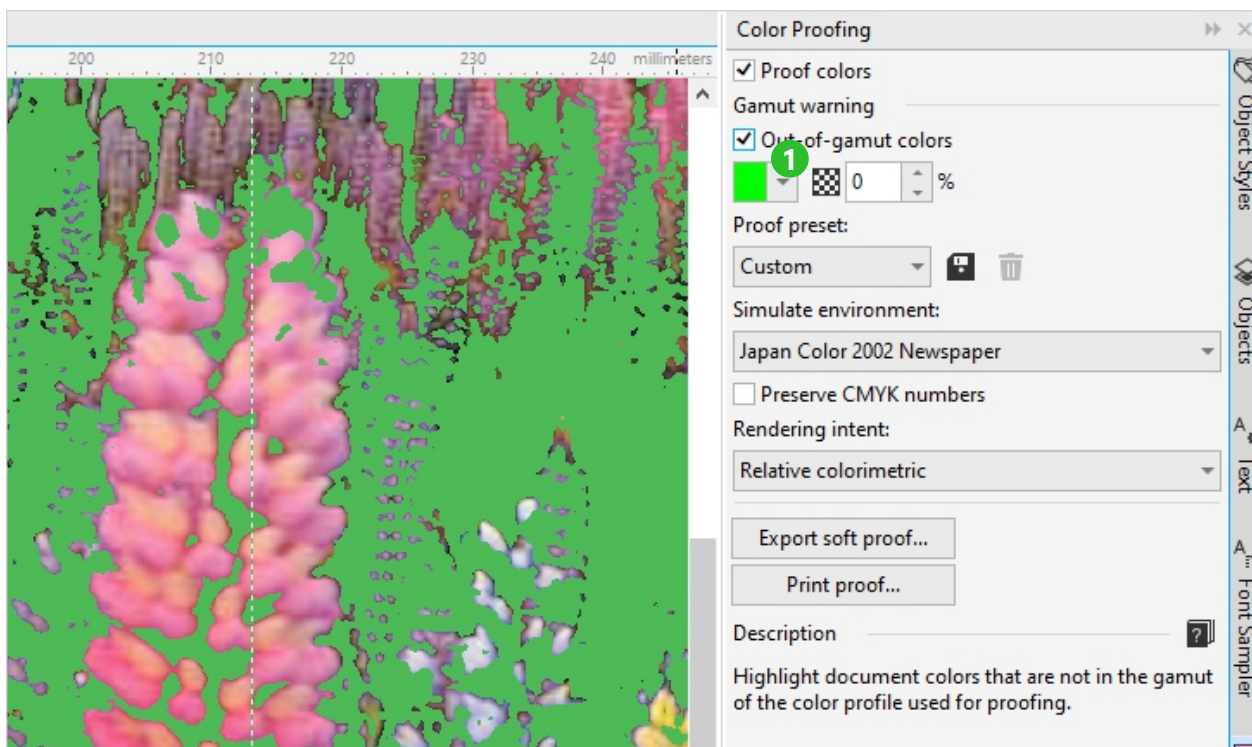 Color Proofing
200 210 220 230 240 millimeters
Proof colors
Gamut warning
Out-of-gamut colors
1
0 %
Proof preset:
Custom
Simulate environment:
Japan Color 2002 Newspaper
Preserve CMYK numbers
Rendering intent:
Relative colorimetric
Export soft proof...
Print proof...
Description
?
Highlight document colors that are not in the gamut
of the color profile used for proofing.
Object Styles
Objects
Text
Font Sampler